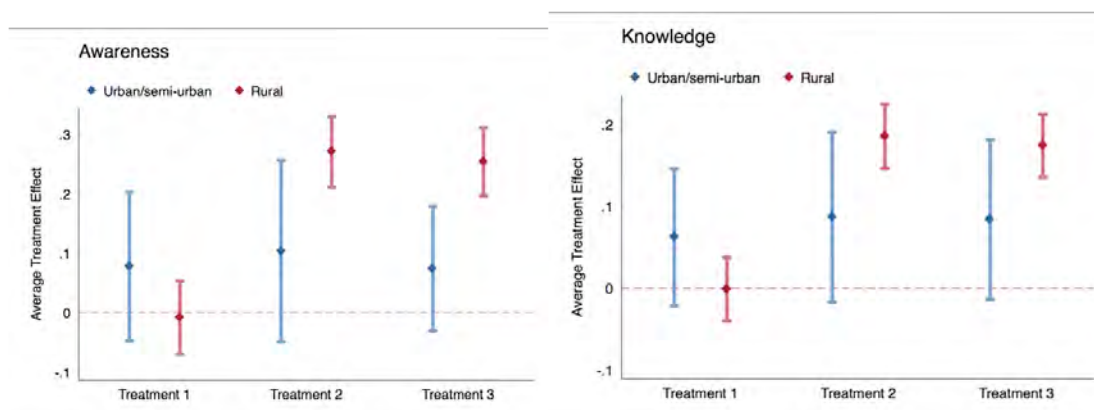 Awareness
Urban/semi-urban Rural
Average Treatment Effect
.3
.2
.1
0
-.1
Treatment 1 Treatment 2 Treatment 3
Knowledge
Urban/semi-urban Rural
Average Treatment Effect
.2
.1
0
-.1
Treatment 1 Treatment 2 Treatment 3